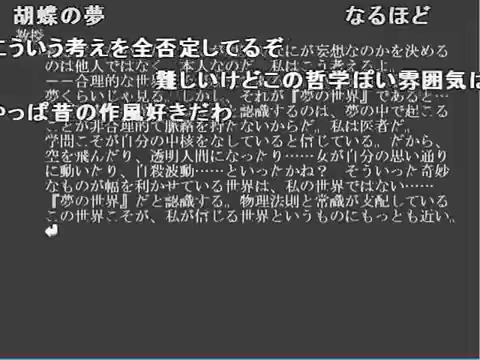 胡蝶の夢
なるほど
こういう考えを全否定してるぞ
が妄想なのかを決める
のは他人ではなく、本人なのだ。私はこう考えるよ。
――合理的な世界
難しいけどこの哲学ぽい雰囲気は
夢くらいじゃ見る。しかし、それが『夢の世界』であると…
やっぱ昔の作風好きだわ
認識するのは、夢の中で起こる
ことが非合理的で脈絡を持たないからだ。私は医者だ。
学問こそが自分の中核をなしていると信じている。だから、
空を飛んだり、透明人間になったり……女が自分の思い通り
に動いたり、自殺波動……といったかね？　そういった奇妙
なものが幅を利かせている世界は、私の世界ではない……
『夢の世界』だと認識する。物理法則と常識が支配している
この世界こそが、私が信じる世界というものにもっとも近い。